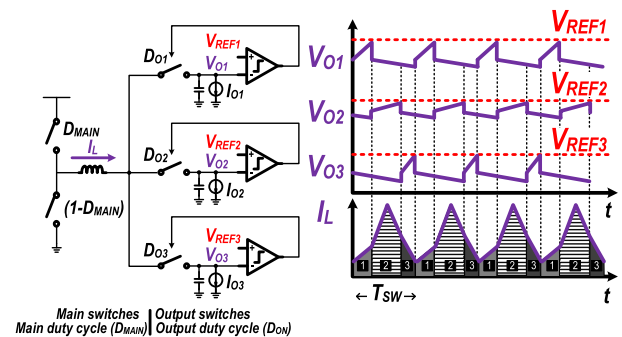 D_MAIN
I_L
(1-D_MAIN)
D_O1
V_REF1
V_O1
I_O1
D_O2
V_REF2
V_O2
I_O2
D_O3
V_REF3
V_O3
I_O3
+
-
+
-
+
-
Main switches | Output switches
Main duty cycle (D_MAIN) | Output duty cycle (D_ON)
V_REF1
V_O1
V_REF2
V_O2
V_REF3
V_O3
t
I_L
1 2 3 1 2 3 1 2 3 1 2 3
← T_SW →
t